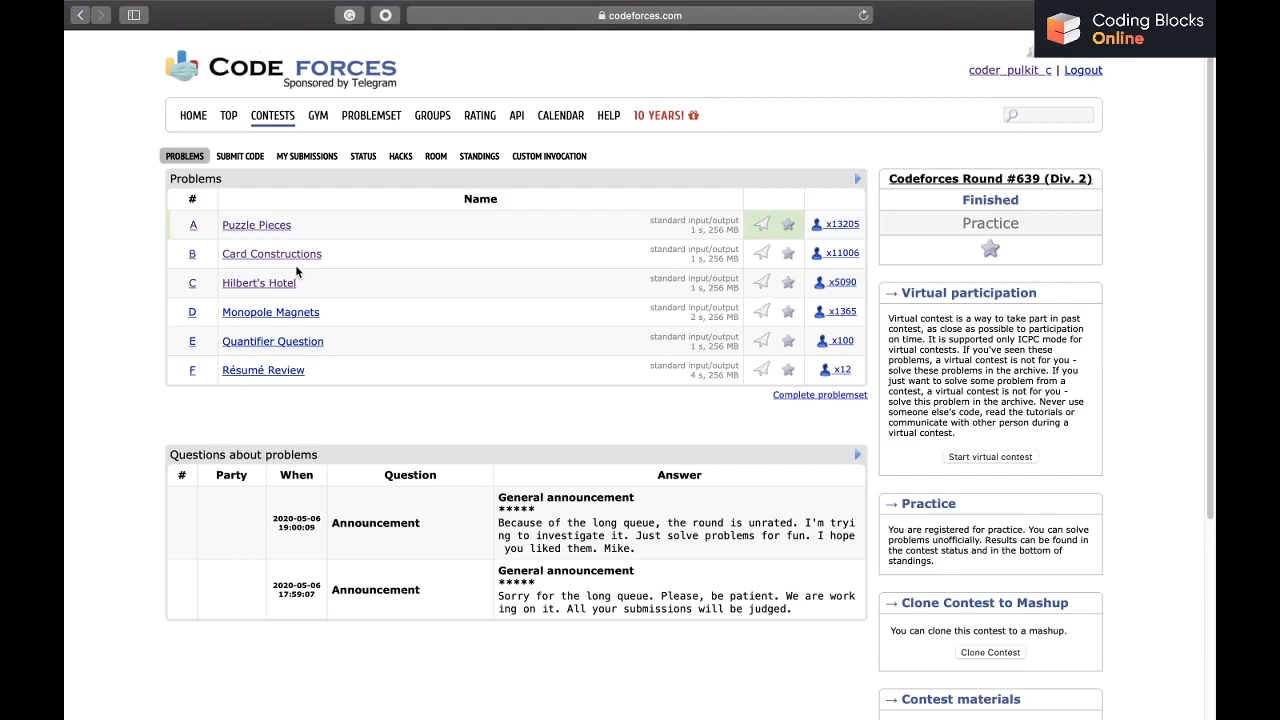 codeforces.com
Coding Blocks
Online
CODE FORCES
Sponsored by Telegram
coder_pulkit_c | Logout
HOME TOP CONTESTS GYM PROBLEMSET GROUPS RATING API CALENDAR HELP 10 YEARS!
PROBLEMS SUBMIT CODE MY SUBMISSIONS STATUS HACKS ROOM STANDINGS CUSTOM INVOCATION
Problems
# Name
A Puzzle Pieces standard input/output
1 s, 256 MB x13205
B Card Constructions standard input/output
1 s, 256 MB x11006
C Hilbert's Hotel standard input/output
1 s, 256 MB x5090
D Monopole Magnets standard input/output
2 s, 256 MB x1365
E Quantifier Question standard input/output
1 s, 256 MB x100
F Résumé Review standard input/output
4 s, 256 MB x12
Complete problemset
Questions about problems
# Party When Question Answer
2020-05-06
19:00:09
Announcement
General announcement
*****
Because of the long queue, the round is unrated. I'm tryi
ng to investigate it. Just solve problems for fun. I hope
you liked them. Mike.
2020-05-06
17:59:07
Announcement
General announcement
*****
Sorry for the long queue. Please, be patient. We are work
ing on it. All your submissions will be judged.
Codeforces Round #639 (Div. 2)
Finished
Practice
→ Virtual participation
Virtual contest is a way to take part in past
contest, as close as possible to participation
on time. It is supported only ICPC mode for
virtual contests. If you've seen these
problems, a virtual contest is not for you -
solve these problems in the archive. If you
just want to solve some problem from a
contest, a virtual contest is not for you -
solve this problem in the archive. Never use
someone else's code, read the tutorials or
communicate with other person during a
virtual contest.
Start virtual contest
→ Practice
You are registered for practice. You can solve
problems unofficially. Results can be found in
the contest status and in the bottom of
standings.
→ Clone Contest to Mashup
You can clone this contest to a mashup.
Clone Contest
→ Contest materials